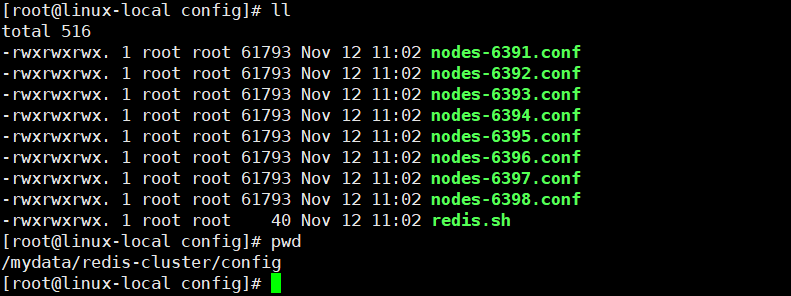 [root@linux-local config]# ll
total 516
-rwxrwxrwx. 1 root root 61793 Nov 12 11:02 nodes-6391.conf
-rwxrwxrwx. 1 root root 61793 Nov 12 11:02 nodes-6392.conf
-rwxrwxrwx. 1 root root 61793 Nov 12 11:02 nodes-6393.conf
-rwxrwxrwx. 1 root root 61793 Nov 12 11:02 nodes-6394.conf
-rwxrwxrwx. 1 root root 61793 Nov 12 11:02 nodes-6395.conf
-rwxrwxrwx. 1 root root 61793 Nov 12 11:02 nodes-6396.conf
-rwxrwxrwx. 1 root root 61793 Nov 12 11:02 nodes-6397.conf
-rwxrwxrwx. 1 root root 61793 Nov 12 11:02 nodes-6398.conf
-rwxrwxrwx. 1 root root    40 Nov 12 11:02 redis.sh
[root@linux-local config]# pwd
/mydata/redis-cluster/config
[root@linux-local config]#